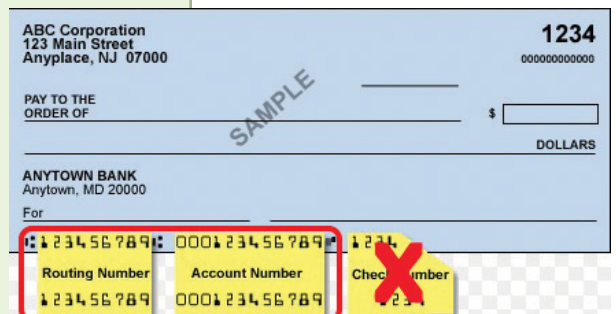 ABC Corporation
123 Main Street
Anyplace, NJ 07000
1234
000000000000
SAMPLE
PAY TO THE
ORDER OF
$
DOLLARS
ANYTOWN BANK
Anytown, MD 20000
For
⑆123456789⑆ 000123456789⑈ 1234
Routing Number
Account Number
Check Number
123456789
000123456789
1234